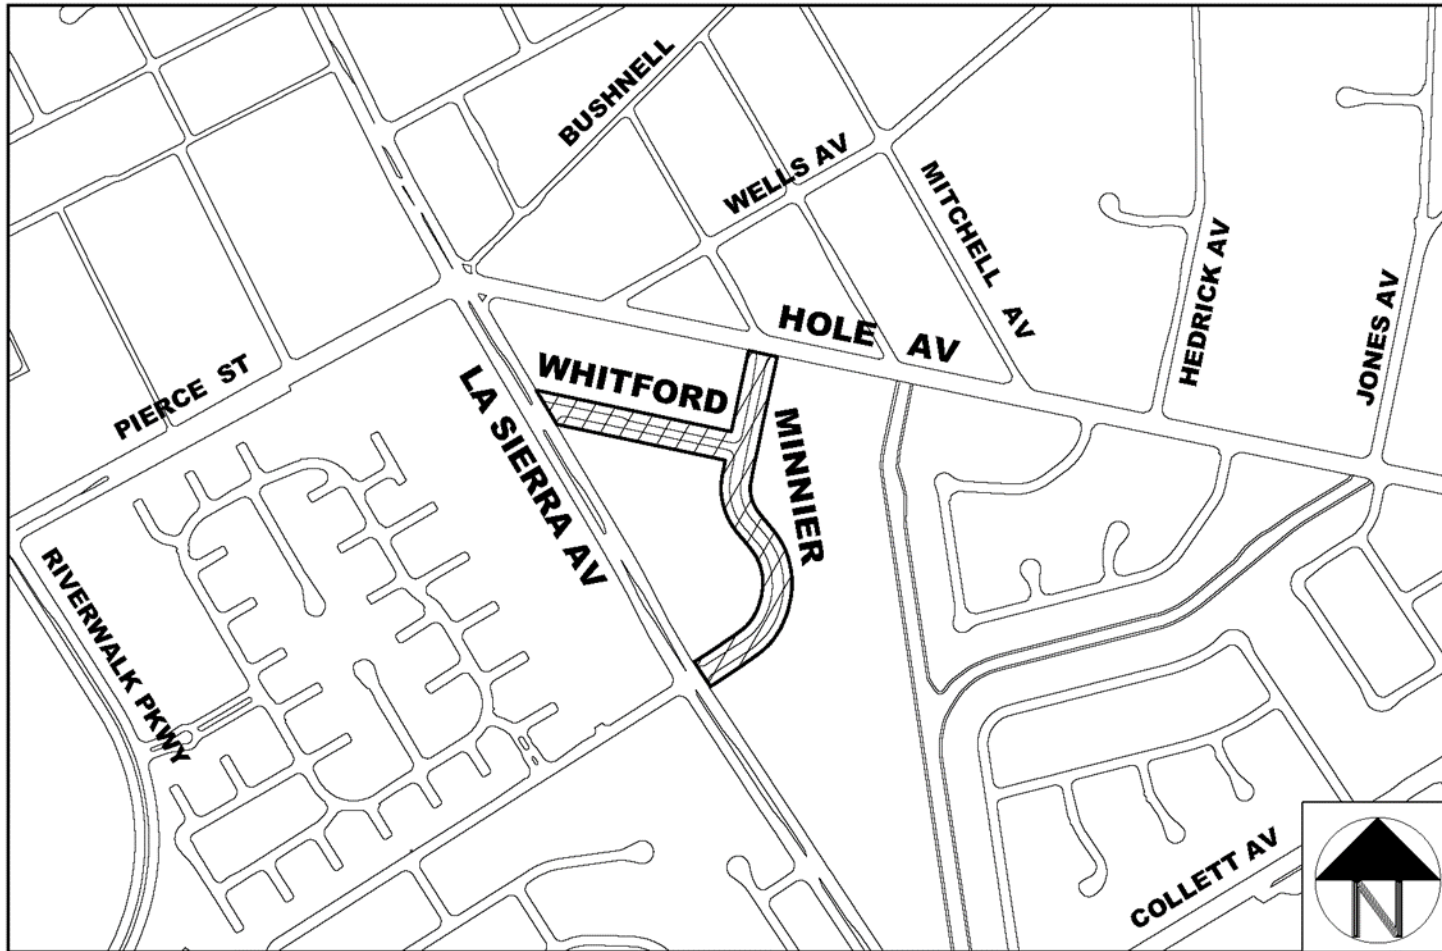 BUSHNELL
WELLS AV
MITCHELL AV
HEDRICK AV
JONES AV
HOLE AV
PIERCE ST
WHITFORD
LA SIERRA AV
MINNIER
RIVERWALK PKWY
COLLETT AV
N